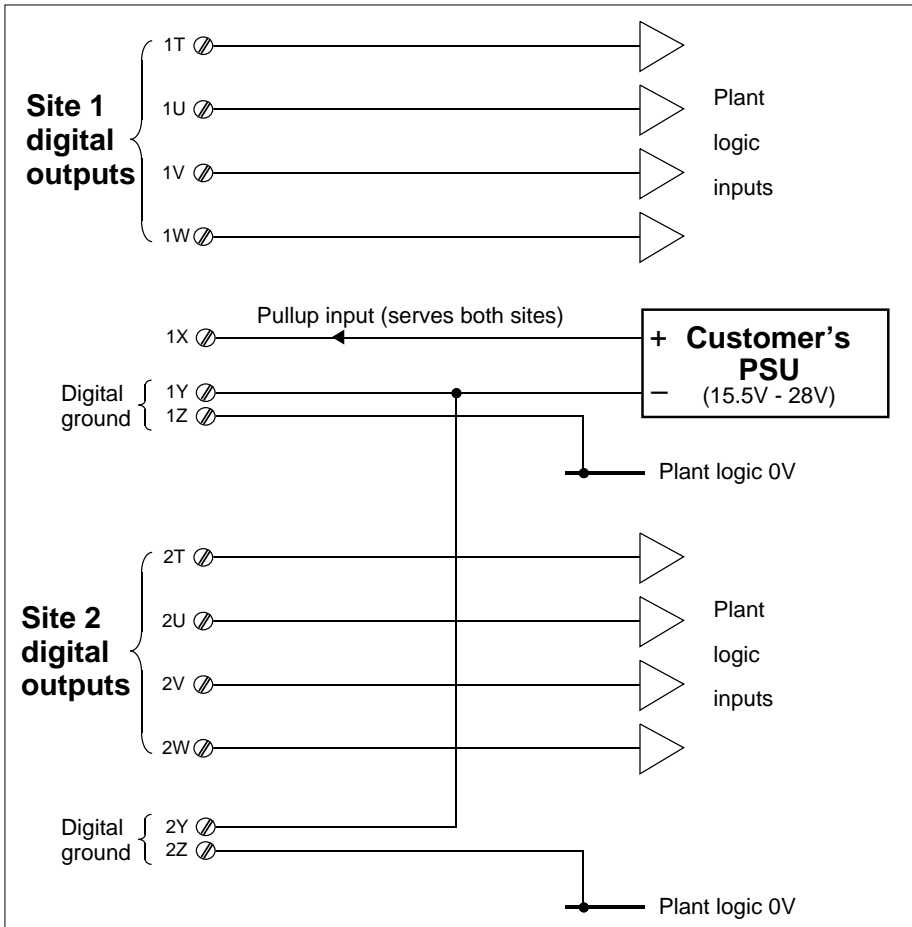 1T
Site 1
digital
outputs
1U
1V
1W
Plant
logic
inputs
Pullup input (serves both sites)
1X
+ Customer's
PSU
– (15.5V - 28V)
Digital
ground
1Y
1Z
Plant logic 0V
2T
Site 2
digital
outputs
2U
2V
2W
Plant
logic
inputs
Digital
ground
2Y
2Z
Plant logic 0V